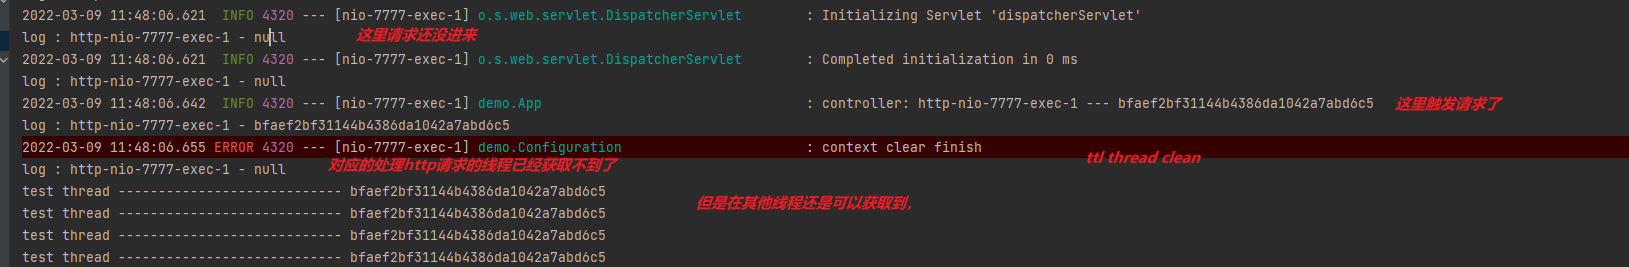 2022-03-09 11:48:06.621  INFO 4320 --- [nio-7777-exec-1] o.s.web.servlet.DispatcherServlet        : Initializing Servlet 'dispatcherServlet'
log : http-nio-7777-exec-1 - null 这里请求还没进来
2022-03-09 11:48:06.621  INFO 4320 --- [nio-7777-exec-1] o.s.web.servlet.DispatcherServlet        : Completed initialization in 0 ms
log : http-nio-7777-exec-1 - null
2022-03-09 11:48:06.642  INFO 4320 --- [nio-7777-exec-1] demo.App                                 : controller: http-nio-7777-exec-1 --- bfaef2bf31144b4386da1042a7abd6c5 这里触发请求了
log : http-nio-7777-exec-1 - bfaef2bf31144b4386da1042a7abd6c5
2022-03-09 11:48:06.655 ERROR 4320 --- [nio-7777-exec-1] demo.Configuration                       : context clear finish ttl thread clean
log : http-nio-7777-exec-1 - null 对应的处理http请求的线程已经获取不到了
test thread ---------------------------- bfaef2bf31144b4386da1042a7abd6c5
test thread ---------------------------- bfaef2bf31144b4386da1042a7abd6c5 但是在其他线程还是可以获取到，
test thread ---------------------------- bfaef2bf31144b4386da1042a7abd6c5
test thread ---------------------------- bfaef2bf31144b4386da1042a7abd6c5